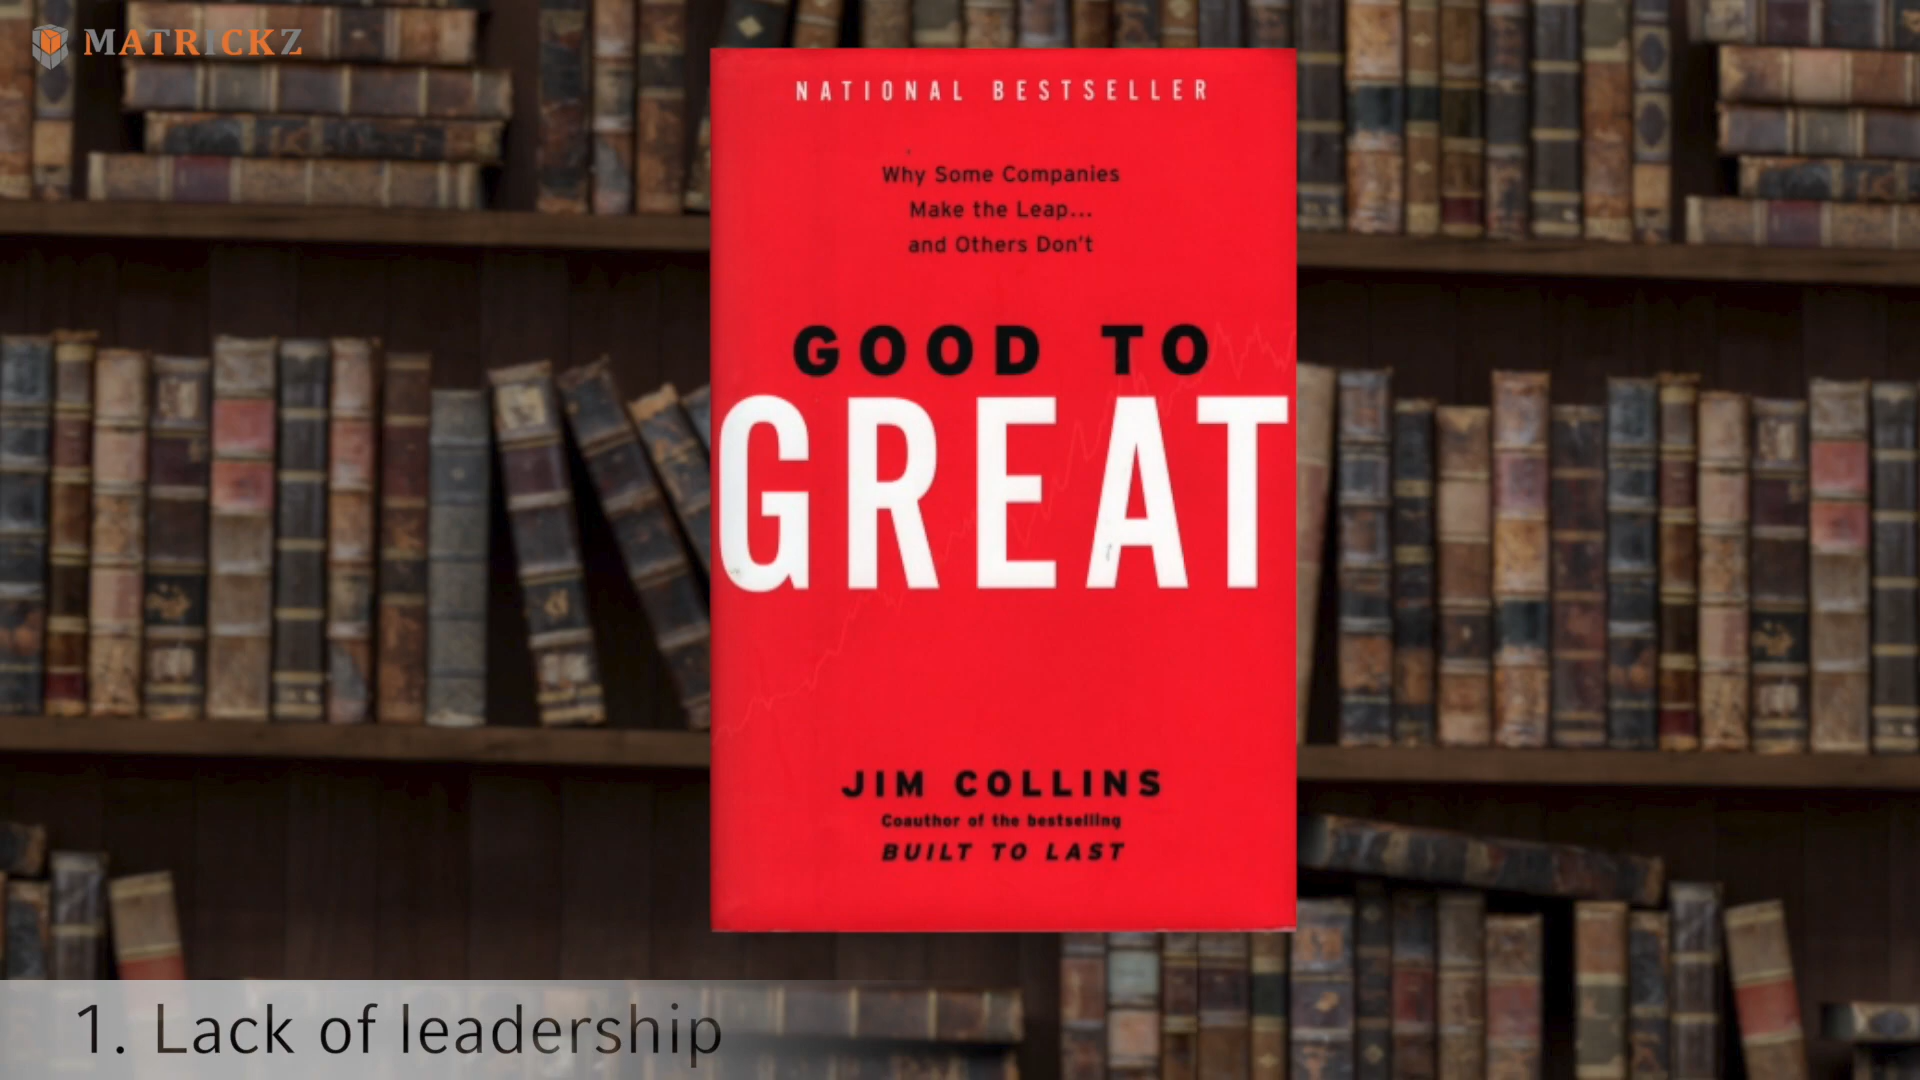 MATRICKZ
NATIONAL BESTSELLER
Why Some Companies
Make the Leap...
and Others Don't
GOOD TO
GREAT
JIM COLLINS
Coauthor of the bestselling
BUILT TO LAST
1. Lack of leadership